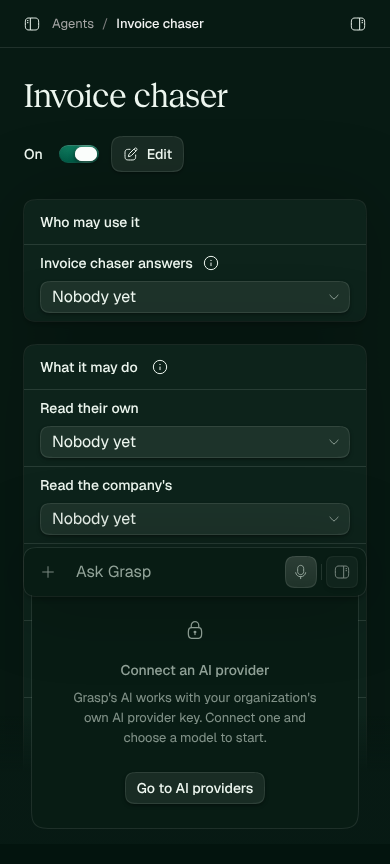 Agents / Invoice chaser
Invoice chaser
On
Edit
Who may use it
Invoice chaser answers
Nobody yet
What it may do
Read their own
Nobody yet
Read the company's
Nobody yet
Ask Grasp
Connect an AI provider
Grasp's AI works with your organization's
own AI provider key. Connect one and
choose a model to start.
Go to AI providers